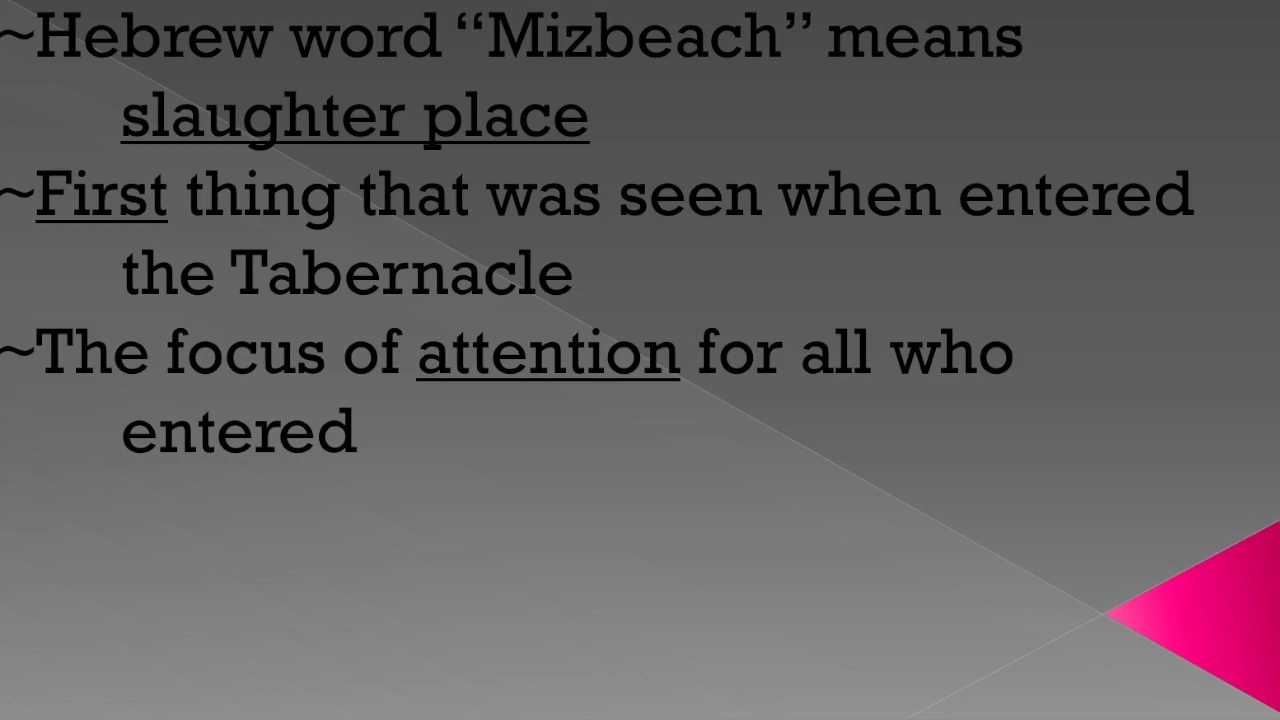 ~Hebrew word “Mizbeach” means
slaughter place
~First thing that was seen when entered
the Tabernacle
~The focus of attention for all who
entered